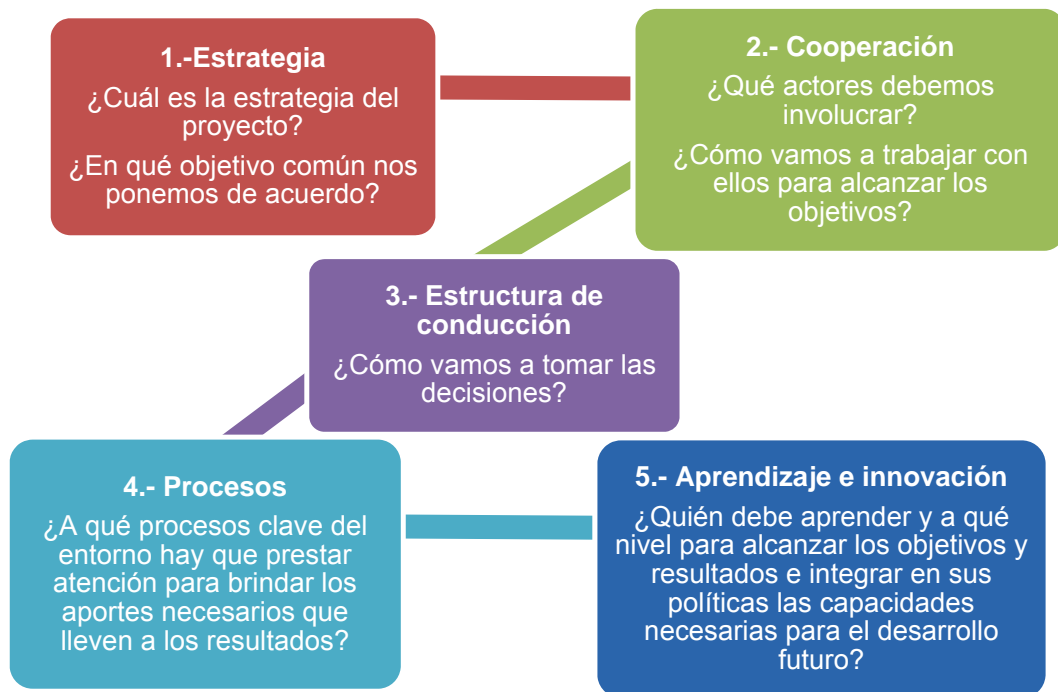 1.-Estrategia
¿Cuál es la estrategia del
proyecto?
¿En qué objetivo común nos
ponemos de acuerdo?
2.- Cooperación
¿Qué actores debemos
involucrar?
¿Cómo vamos a trabajar con
ellos para alcanzar los
objetivos?
3.- Estructura de
conducción
¿Cómo vamos a tomar las
decisiones?
4.- Procesos
¿A qué procesos clave del
entorno hay que prestar
atención para brindar los
aportes necesarios que
lleven a los resultados?
5.- Aprendizaje e innovación
¿Quién debe aprender y a qué
nivel para alcanzar los objetivos y
resultados e integrar en sus
políticas las capacidades
necesarias para el desarrollo
futuro?